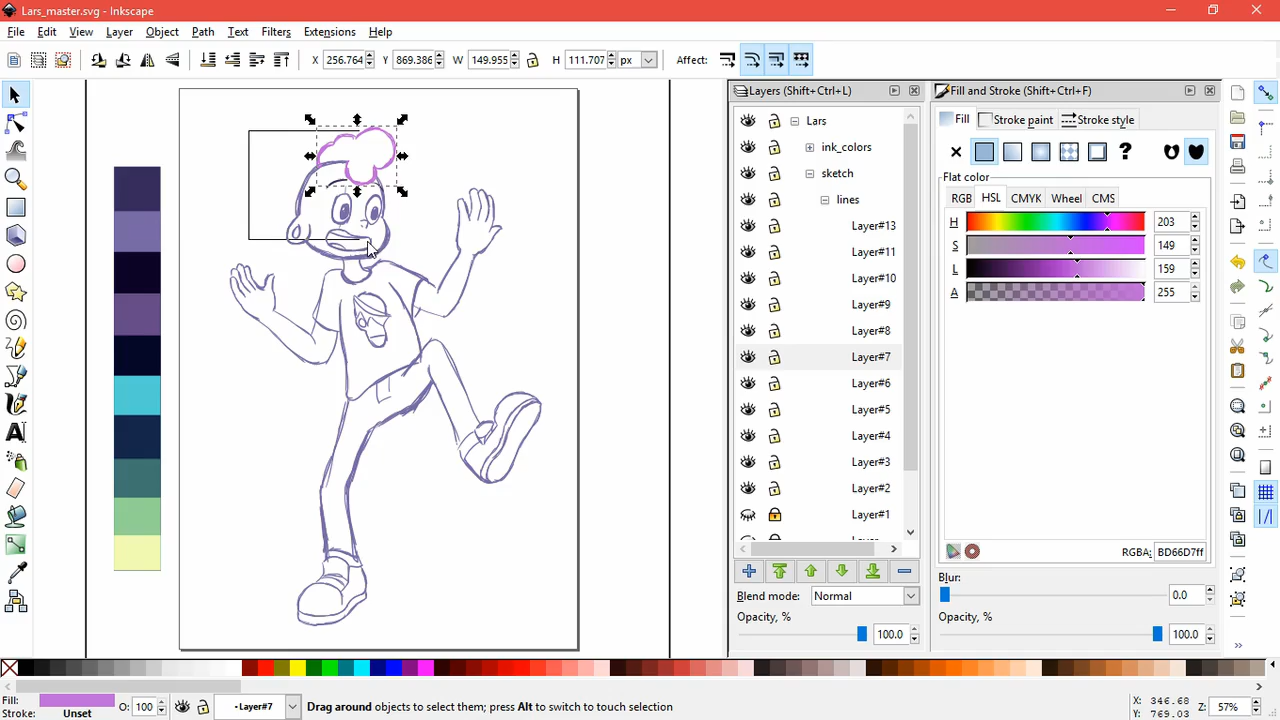 Lars_master.svg - Inkscape
File Edit View Layer Object Path Text Filters Extensions Help
X 256.764 Y 869.386 W 149.955 H 111.707 px Affect:
Layers (Shift+Ctrl+L)
Lars
ink_colors
sketch
lines
Layer#13
Layer#11
Layer#10
Layer#9
Layer#8
Layer#7
Layer#6
Layer#5
Layer#4
Layer#3
Layer#2
Layer#1
Blend mode: Normal
Opacity, % 100.0
Fill and Stroke (Shift+Ctrl+F)
Fill Stroke paint Stroke style
?
Flat color
RGB HSL CMYK Wheel CMS
H 203
S 149
L 159
A 255
RGBA: BD66D7ff
Blur:
0.0
Opacity, %
100.0
Fill:
Stroke: Unset
O: 100
•Layer#7
Drag around objects to select them; press Alt to switch to touch selection
X: 346.68
Y: 769.03
Z: 57%